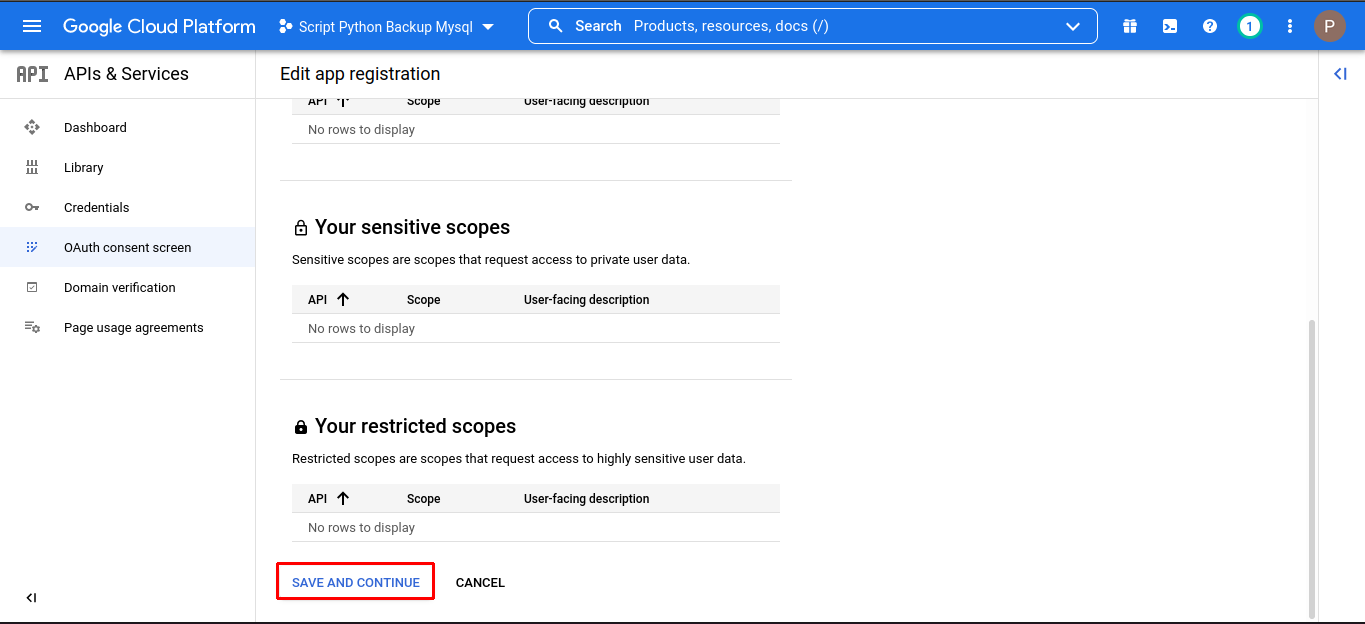 Google Cloud Platform
Script Python Backup Mysql
Search Products, resources, docs (/)
1
P
API APIs & Services
Edit app registration
Dashboard
Library
Credentials
OAuth consent screen
Domain verification
Page usage agreements
API Scope User-facing description
No rows to display
Your sensitive scopes
Sensitive scopes are scopes that request access to private user data.
API Scope User-facing description
No rows to display
Your restricted scopes
Restricted scopes are scopes that request access to highly sensitive user data.
API Scope User-facing description
No rows to display
SAVE AND CONTINUE CANCEL